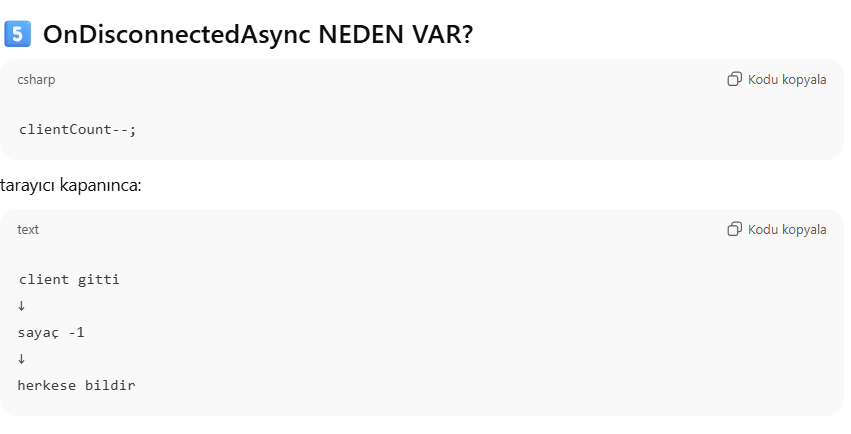 5 OnDisconnectedAsync NEDEN VAR?
csharp
Kodu kopyala
clientCount--;
tarayıcı kapanınca:
text
Kodu kopyala
client gitti
↓
sayaç -1
↓
herkese bildir